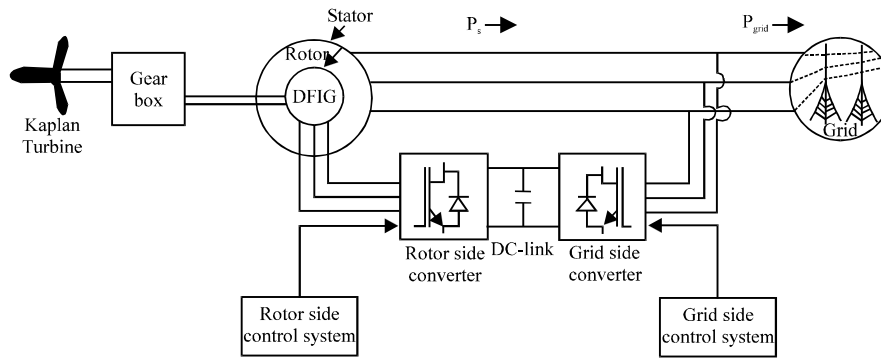 Stator
P_s
P_grid
Rotor
Gear
box
DFIG
Kaplan
Turbine
Grid
Rotor side
converter
DC-link
Grid side
converter
Rotor side
control system
Grid side
control system